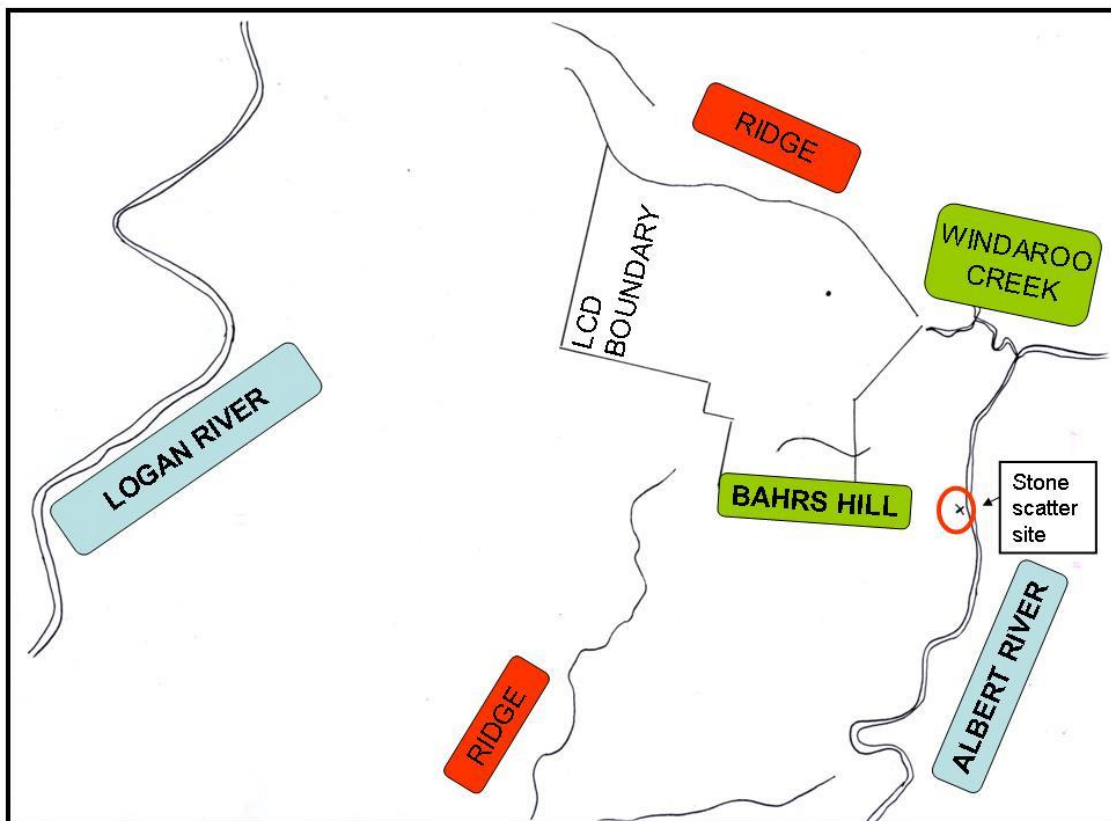 RIDGE
WINDAROO
CREEK
LCD
BOUNDARY
LOGAN RIVER
BAHRS HILL
Stone
scatter
site
ALBERT RIVER
RIDGE